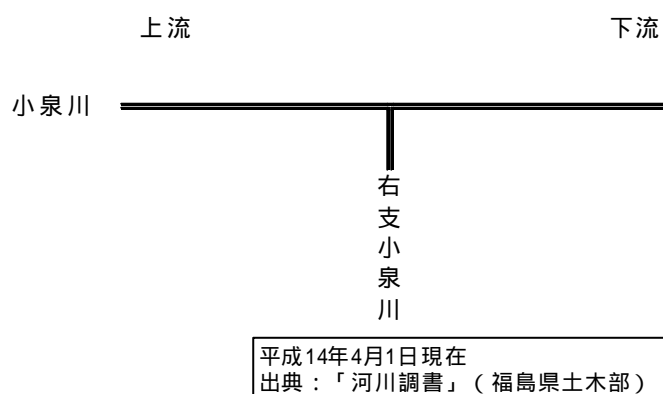 上流 下流
小泉川
右支小泉川
平成14年4月1日現在
出典：「河川調書」（福島県土木部）